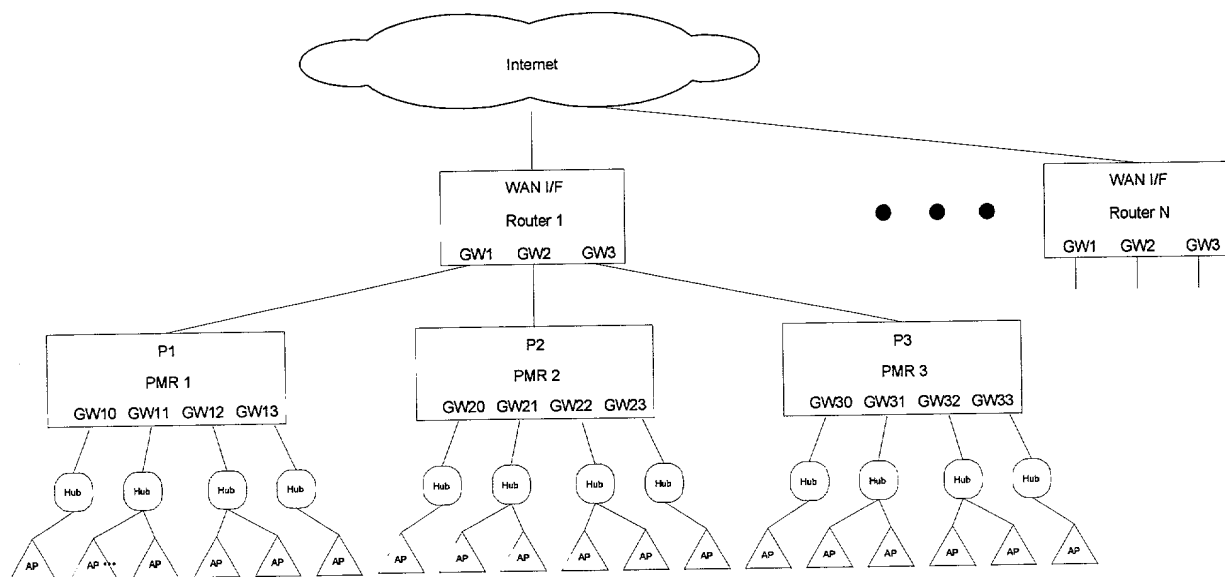 Internet
WAN I/F
Router 1
GW1 GW2 GW3
WAN I/F
Router N
GW1 GW2 GW3
P1
PMR 1
GW10 GW11 GW12 GW13
P2
PMR 2
GW20 GW21 GW22 GW23
P3
PMR 3
GW30 GW31 GW32 GW33
Hub Hub Hub Hub Hub Hub Hub Hub Hub Hub Hub Hub
AP AP ••• AP AP AP AP AP AP AP AP AP AP AP AP AP AP AP AP